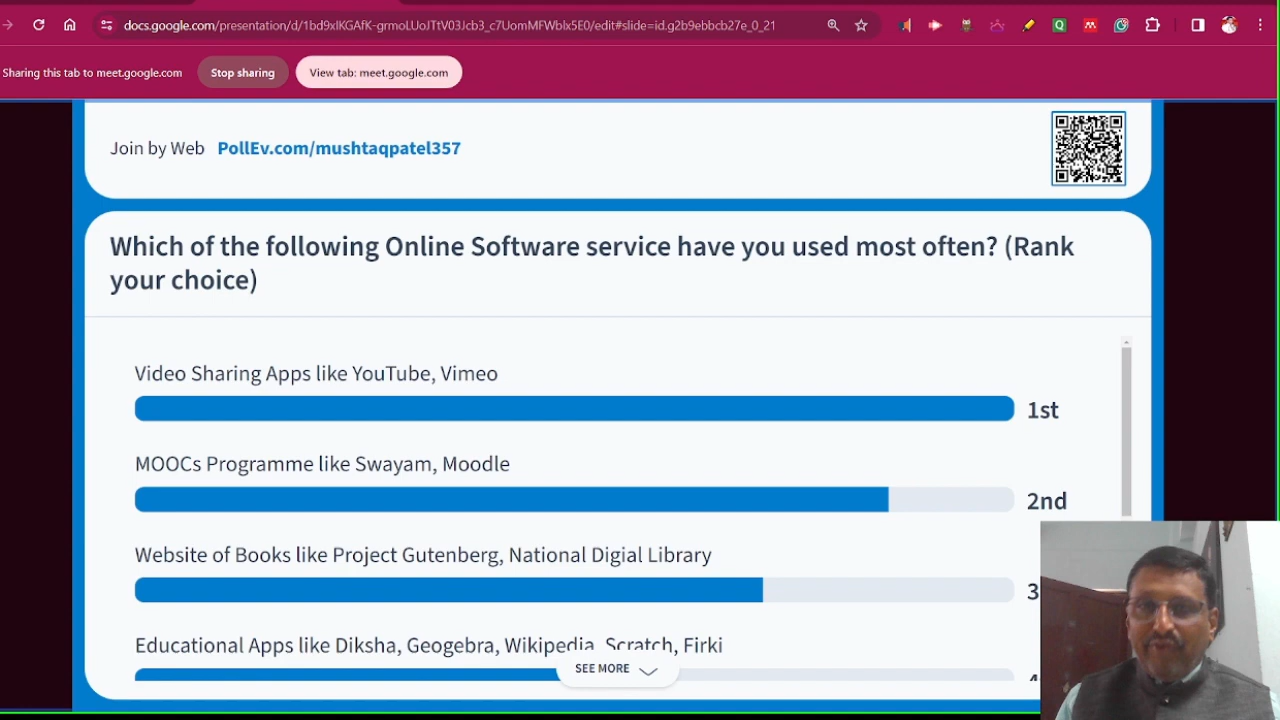 docs.google.com/presentation/d/1bd9xlKGAfK-grmoLUoJTtV03Jcb3_c7UomMFWblx5E0/edit#slide=id.g2b9ebbcb27e_0_21
Sharing this tab to meet.google.com
Stop sharing
View tab: meet.google.com
Join by Web PollEv.com/mushtaqpatel357
Which of the following Online Software service have you used most often? (Rank
your choice)
Video Sharing Apps like YouTube, Vimeo
1st
MOOCs Programme like Swayam, Moodle
2nd
Website of Books like Project Gutenberg, National Digial Library
3
Educational Apps like Diksha, Geogebra, Wikipedia, Scratch, Firki
4
SEE MORE